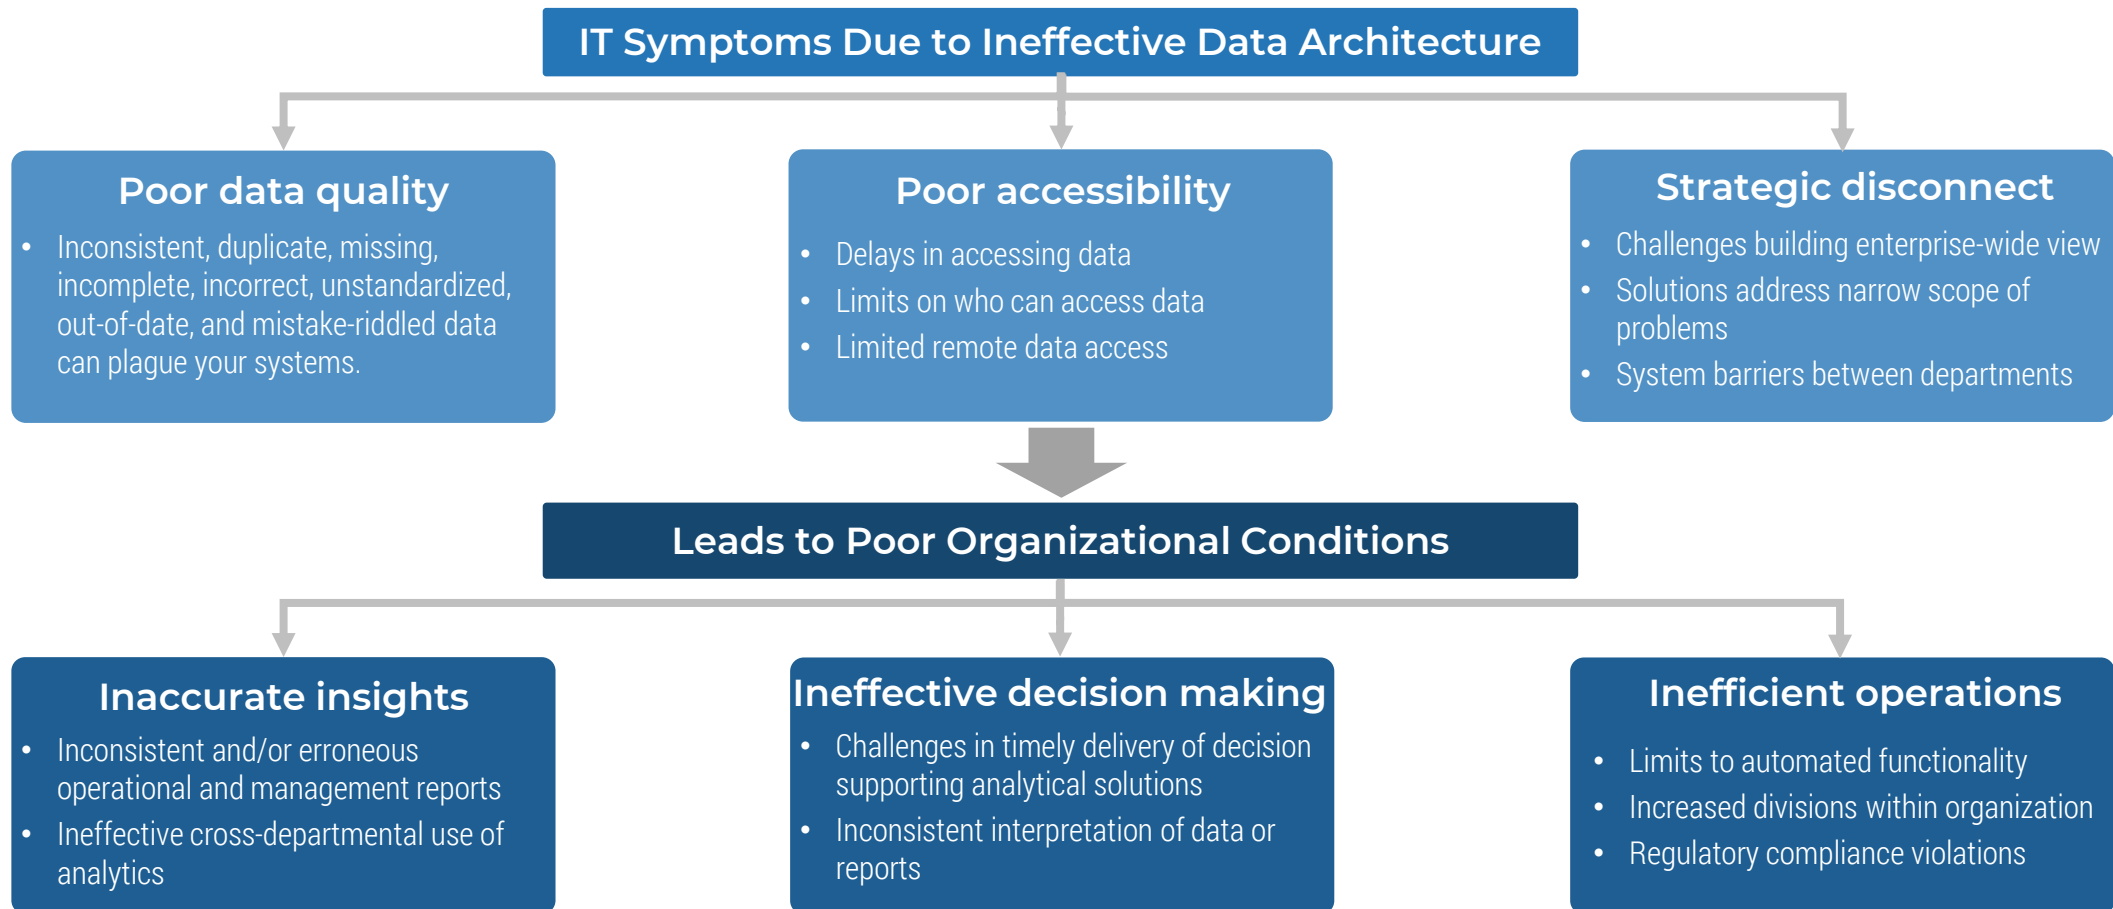 IT Symptoms Due to Ineffective Data Architecture
Poor data quality
• Inconsistent, duplicate, missing,
incomplete, incorrect, unstandardized,
out-of-date, and mistake-riddled data
can plague your systems.
Poor accessibility
• Delays in accessing data
• Limits on who can access data
• Limited remote data access
Strategic disconnect
• Challenges building enterprise-wide view
• Solutions address narrow scope of
problems
• System barriers between departments
Leads to Poor Organizational Conditions
Inaccurate insights
• Inconsistent and/or erroneous
operational and management reports
• Ineffective cross-departmental use of
analytics
Ineffective decision making
• Challenges in timely delivery of decision
supporting analytical solutions
• Inconsistent interpretation of data or
reports
Inefficient operations
• Limits to automated functionality
• Increased divisions within organization
• Regulatory compliance violations